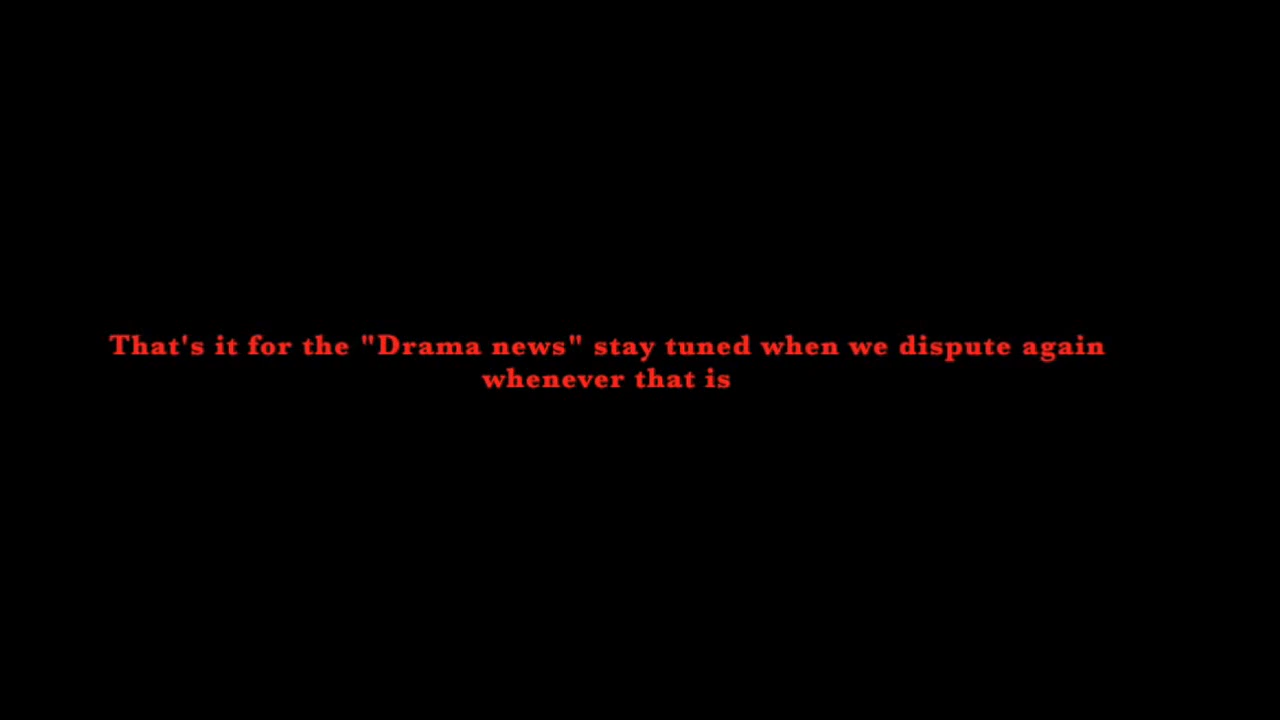 That's it for the "Drama news" stay tuned when we dispute again
whenever that is